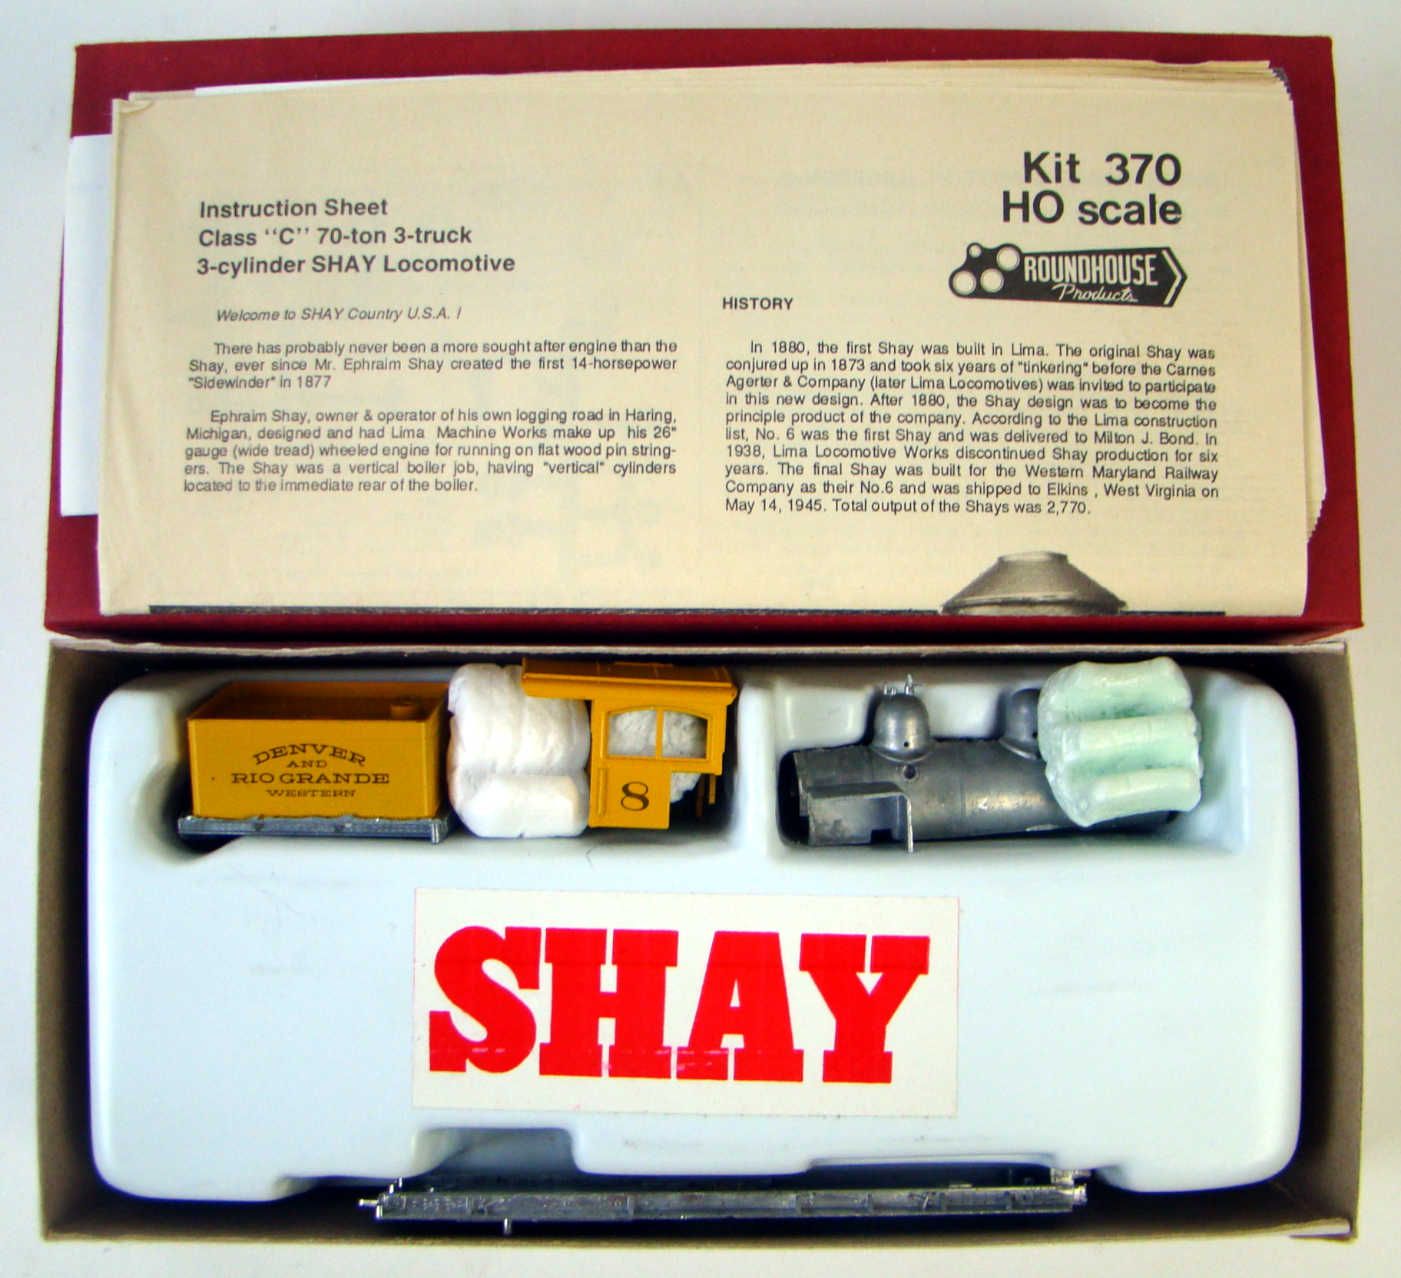 Kit 370
HO scale
ROUNDHOUSE
Products
Instruction Sheet
Class "C" 70-ton 3-truck
3-cylinder SHAY Locomotive
Welcome to SHAY Country U.S.A. !
There has probably never been a more sought after engine than the
Shay, ever since Mr. Ephraim Shay created the first 14-horsepower
"Sidewinder" in 1877
Ephraim Shay, owner & operator of his own logging road in Haring,
Michigan, designed and had Lima Machine Works make up his 26"
gauge (wide tread) wheeled engine for running on flat wood pin string-
ers. The Shay was a vertical boiler job, having "vertical" cylinders
located to the immediate rear of the boiler.
HISTORY
In 1880, the first Shay was built in Lima. The original Shay was
conjured up in 1873 and took six years of "tinkering" before the Carnes
Agerter & Company (later Lima Locomotives) was invited to participate
in this new design. After 1880, the Shay design was to become the
principle product of the company. According to the Lima construction
list, No. 6 was the first Shay and was delivered to Milton J. Bond. In
1938, Lima Locomotive Works discontinued Shay production for six
years. The final Shay was built for the Western Maryland Railway
Company as their No.6 and was shipped to Elkins , West Virginia on
May 14, 1945. Total output of the Shays was 2,770.
DENVER
AND
RIO GRANDE
WESTERN
8
SHAY